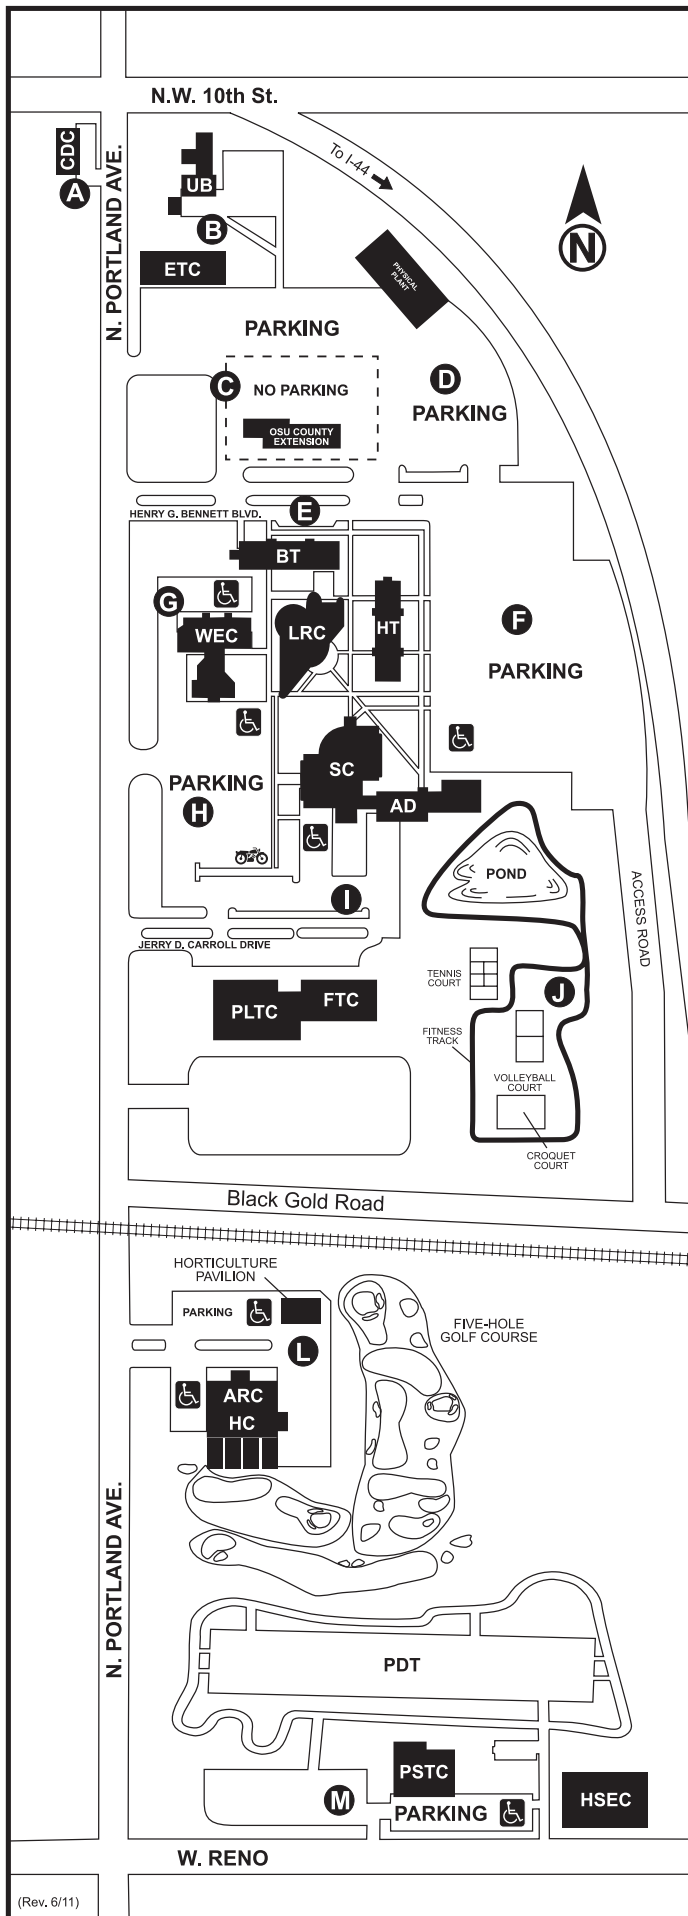 N.W. 10th St.
CDC
A
N. PORTLAND AVE.
To I-44
UB
B
N
ETC
PHYSICAL
PLANT
PARKING
C
NO PARKING
D
PARKING
OSU COUNTY
EXTENSION
E
HENRY G. BENNETT BLVD.
BT
G
WEC
LRC
HT
F
PARKING
SC
PARKING
H
AD
POND
I
ACCESS ROAD
JERRY D. CARROLL DRIVE
TENNIS
COURT
J
PLTC
FTC
FITNESS
TRACK
VOLLEYBALL
COURT
CROQUET
COURT
Black Gold Road
HORTICULTURE
PAVILION
PARKING
L
FIVE-HOLE
GOLF COURSE
ARC
HC
N. PORTLAND AVE.
PDT
PSTC
M
PARKING
HSEC
W. RENO
(Rev. 6/11)